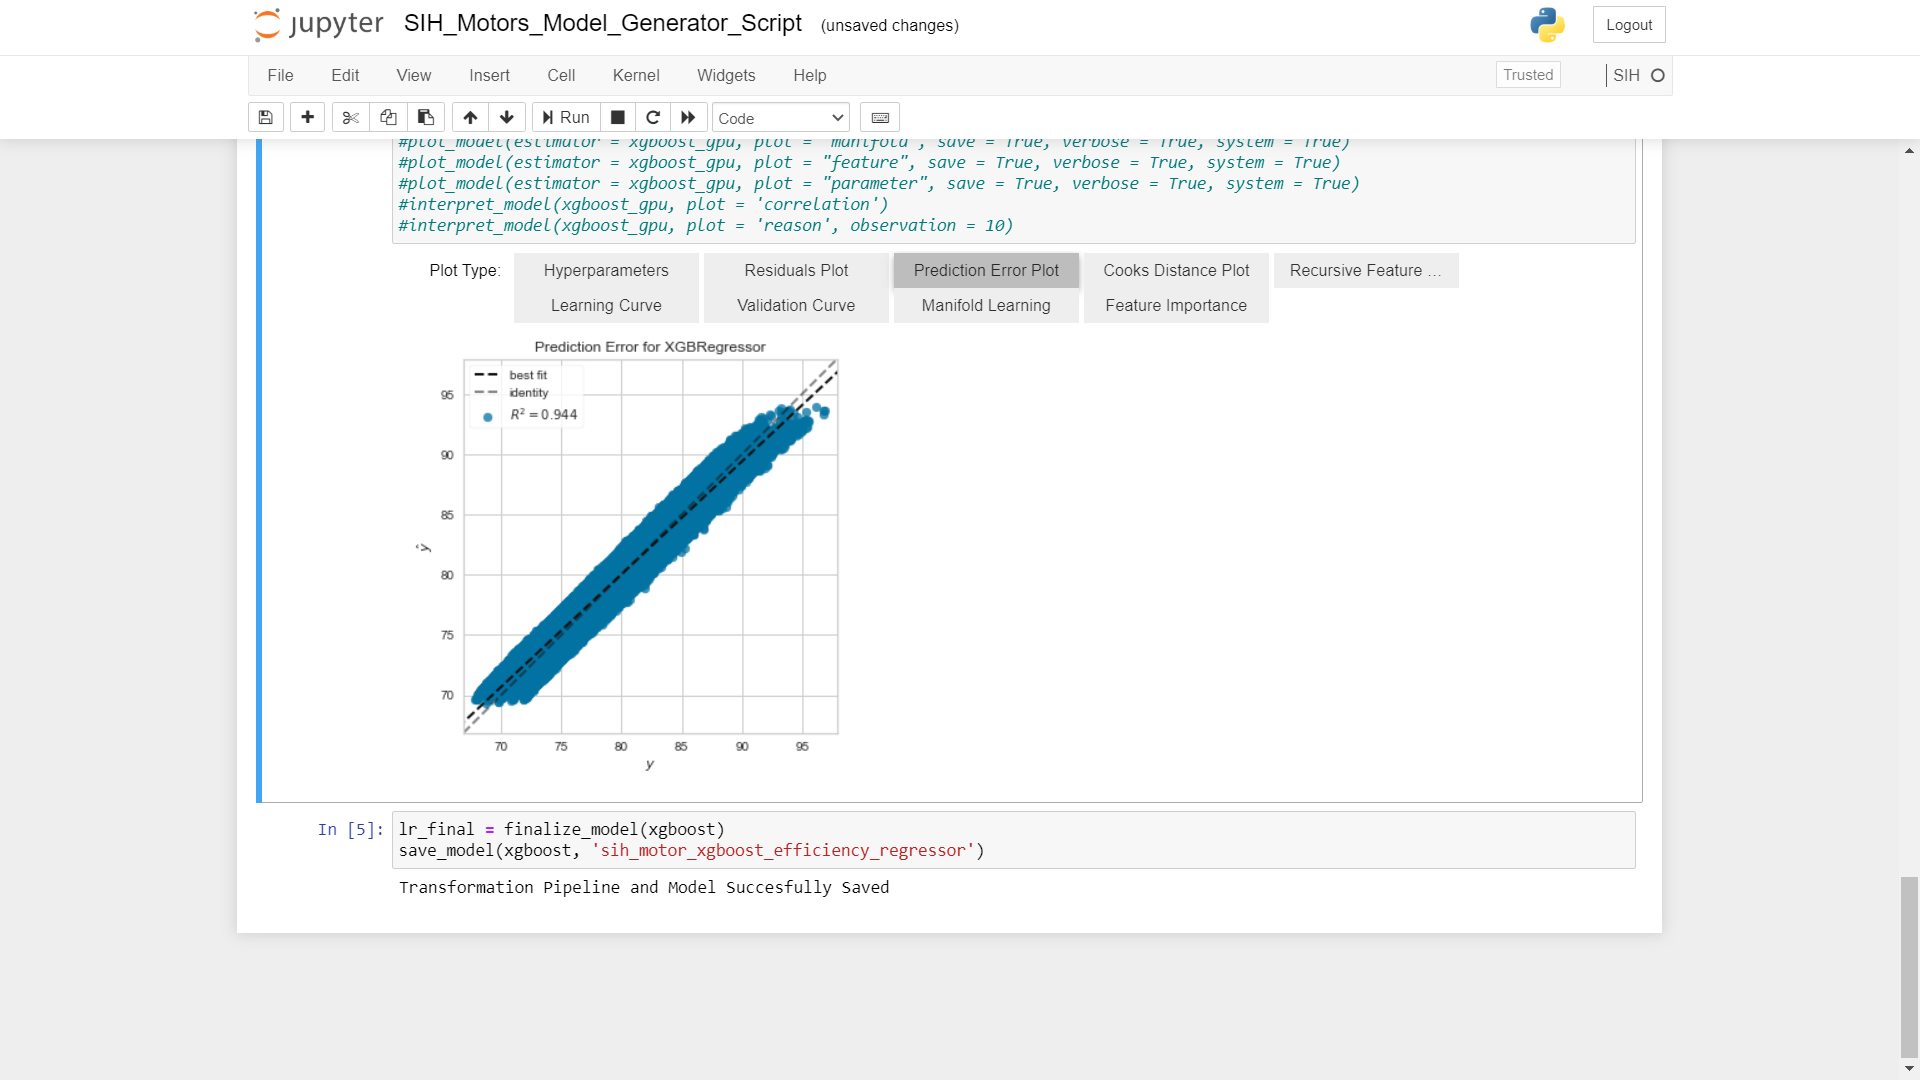 jupyter SIH_Motors_Model_Generator_Script (unsaved changes) Logout
File Edit View Insert Cell Kernel Widgets Help Trusted SIH
Run Code
#plot_model(estimator = xgboost_gpu, plot = "manifold", save = True, verbose = True, system = True)
#plot_model(estimator = xgboost_gpu, plot = "feature", save = True, verbose = True, system = True)
#plot_model(estimator = xgboost_gpu, plot = "parameter", save = True, verbose = True, system = True)
#interpret_model(xgboost_gpu, plot = 'correlation')
#interpret_model(xgboost_gpu, plot = 'reason', observation = 10)
Plot Type: Hyperparameters Residuals Plot Prediction Error Plot Cooks Distance Plot Recursive Feature ...
Learning Curve Validation Curve Manifold Learning Feature Importance
Prediction Error for XGBRegressor
best fit
identity
R² = 0.944
95
90
85
80
75
70
ŷ
70 75 80 85 90 95
y
In [5]: lr_final = finalize_model(xgboost)
save_model(xgboost, 'sih_motor_xgboost_efficiency_regressor')
Transformation Pipeline and Model Succesfully Saved